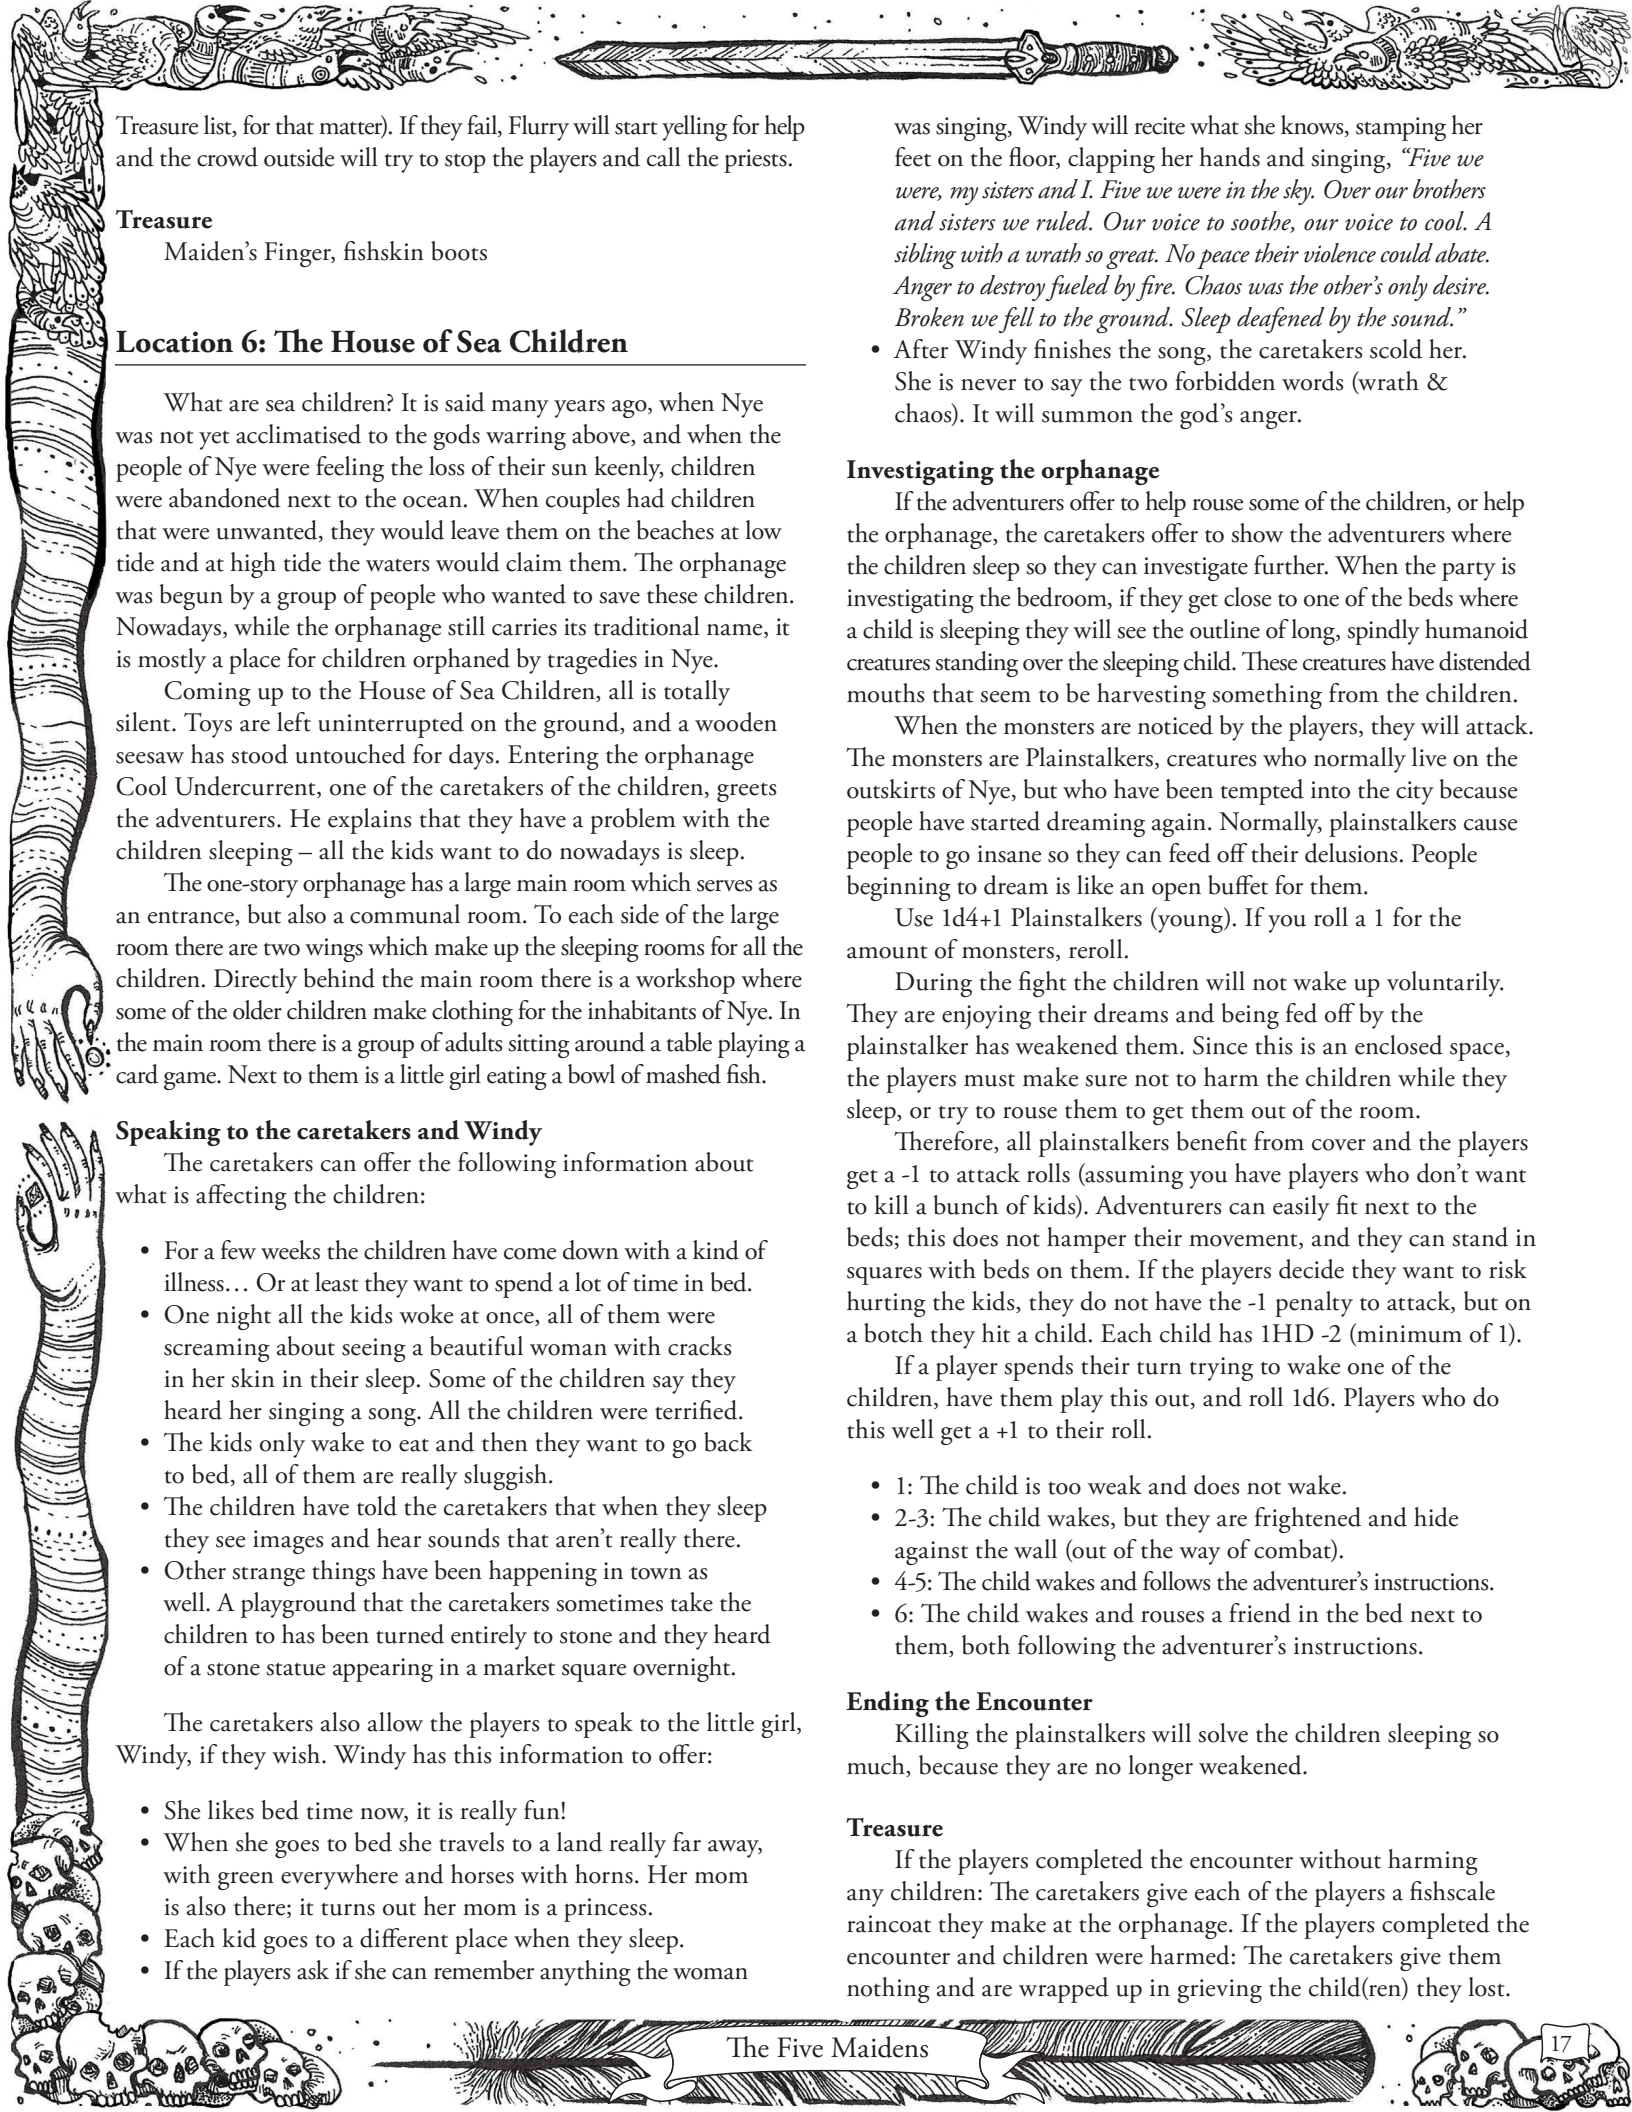 Treasure list, for that matter). If they fail, Flurry will start yelling for help
and the crowd outside will try to stop the players and call the priests.
Treasure
Maiden's Finger, fishskin boots
Location 6: The House of Sea Children
What are sea children? It is said many years ago, when Nye
was not yet acclimatised to the gods warring above, and when the
people of Nye were feeling the loss of their sun keenly, children
were abandoned next to the ocean. When couples had children
that were unwanted, they would leave them on the beaches at low
tide and at high tide the waters would claim them. The orphanage
was begun by a group of people who wanted to save these children.
Nowadays, while the orphanage still carries its traditional name, it
is mostly a place for children orphaned by tragedies in Nye.
Coming up to the House of Sea Children, all is totally
silent. Toys are left uninterrupted on the ground, and a wooden
seesaw has stood untouched for days. Entering the orphanage
Cool Undercurrent, one of the caretakers of the children, greets
the adventurers. He explains that they have a problem with the
children sleeping – all the kids want to do nowadays is sleep.
The one-story orphanage has a large main room which serves as
an entrance, but also a communal room. To each side of the large
room there are two wings which make up the sleeping rooms for all the
children. Directly behind the main room there is a workshop where
some of the older children make clothing for the inhabitants of Nye. In
the main room there is a group of adults sitting around a table playing a
card game. Next to them is a little girl eating a bowl of mashed fish.
Speaking to the caretakers and Windy
The caretakers can offer the following information about
what is affecting the children:
• For a few weeks the children have come down with a kind of
illness… Or at least they want to spend a lot of time in bed.
• One night all the kids woke at once, all of them were
screaming about seeing a beautiful woman with cracks
in her skin in their sleep. Some of the children say they
heard her singing a song. All the children were terrified.
• The kids only wake to eat and then they want to go back
to bed, all of them are really sluggish.
• The children have told the caretakers that when they sleep
they see images and hear sounds that aren't really there.
• Other strange things have been happening in town as
well. A playground that the caretakers sometimes take the
children to has been turned entirely to stone and they heard
of a stone statue appearing in a market square overnight.
The caretakers also allow the players to speak to the little girl,
Windy, if they wish. Windy has this information to offer:
• She likes bed time now, it is really fun!
• When she goes to bed she travels to a land really far away,
with green everywhere and horses with horns. Her mom
is also there; it turns out her mom is a princess.
• Each kid goes to a different place when they sleep.
• If the players ask if she can remember anything the woman
was singing, Windy will recite what she knows, stamping her
feet on the floor, clapping her hands and singing, "Five we
were, my sisters and I. Five we were in the sky. Over our brothers
and sisters we ruled. Our voice to soothe, our voice to cool. A
sibling with a wrath so great. No peace their violence could abate.
Anger to destroy fueled by fire. Chaos was the other's only desire.
Broken we fell to the ground. Sleep deafened by the sound."
• After Windy finishes the song, the caretakers scold her.
She is never to say the two forbidden words (wrath &
chaos). It will summon the god's anger.
Investigating the orphanage
If the adventurers offer to help rouse some of the children, or help
the orphanage, the caretakers offer to show the adventurers where
the children sleep so they can investigate further. When the party is
investigating the bedroom, if they get close to one of the beds where
a child is sleeping they will see the outline of long, spindly humanoid
creatures standing over the sleeping child. These creatures have distended
mouths that seem to be harvesting something from the children.
When the monsters are noticed by the players, they will attack.
The monsters are Plainstalkers, creatures who normally live on the
outskirts of Nye, but who have been tempted into the city because
people have started dreaming again. Normally, plainstalkers cause
people to go insane so they can feed off their delusions. People
beginning to dream is like an open buffet for them.
Use 1d4+1 Plainstalkers (young). If you roll a 1 for the
amount of monsters, reroll.
During the fight the children will not wake up voluntarily.
They are enjoying their dreams and being fed off by the
plainstalker has weakened them. Since this is an enclosed space,
the players must make sure not to harm the children while they
sleep, or try to rouse them to get them out of the room.
Therefore, all plainstalkers benefit from cover and the players
get a -1 to attack rolls (assuming you have players who don't want
to kill a bunch of kids). Adventurers can easily fit next to the
beds; this does not hamper their movement, and they can stand in
squares with beds on them. If the players decide they want to risk
hurting the kids, they do not have the -1 penalty to attack, but on
a botch they hit a child. Each child has 1HD -2 (minimum of 1).
If a player spends their turn trying to wake one of the
children, have them play this out, and roll 1d6. Players who do
this well get a +1 to their roll.
• 1: The child is too weak and does not wake.
• 2-3: The child wakes, but they are frightened and hide
against the wall (out of the way of combat).
• 4-5: The child wakes and follows the adventurer's instructions.
• 6: The child wakes and rouses a friend in the bed next to
them, both following the adventurer's instructions.
Ending the Encounter
Killing the plainstalkers will solve the children sleeping so
much, because they are no longer weakened.
Treasure
If the players completed the encounter without harming
any children: The caretakers give each of the players a fishscale
raincoat they make at the orphanage. If the players completed the
encounter and children were harmed: The caretakers give them
nothing and are wrapped up in grieving the child(ren) they lost.
The Five Maidens
17